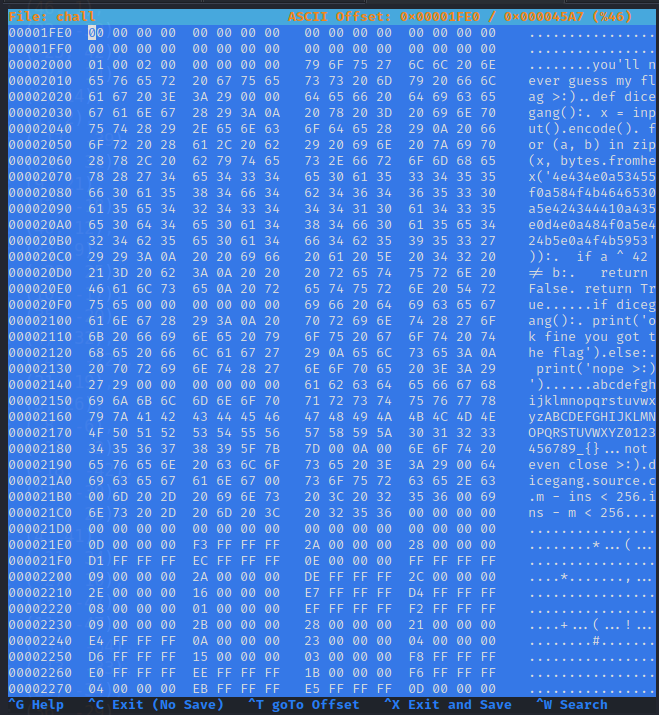 File: chall ASCII Offset: 0x00001FE0 / 0x000045A7 (%46)
00001FE0 00 00 00 00 00 00 00 00 00 00 00 00 00 00 00 00 ................
00001FF0 00 00 00 00 00 00 00 00 00 00 00 00 00 00 00 00 ................
00002000 01 00 02 00 00 00 00 00 79 6F 75 27 6C 6C 20 6E ........you'll n
00002010 65 76 65 72 20 67 75 65 73 73 20 6D 79 20 66 6C ever guess my fl
00002020 61 67 20 3E 3A 29 00 00 64 65 66 20 64 69 63 65 ag >:)..def dice
00002030 67 61 6E 67 28 29 3A 0A 20 78 20 3D 20 69 6E 70 gang():. x = inp
00002040 75 74 28 29 2E 65 6E 63 6F 64 65 28 29 0A 20 66 ut().encode(). f
00002050 6F 72 20 28 61 2C 20 62 29 20 69 6E 20 7A 69 70 or (a, b) in zip
00002060 28 78 2C 20 62 79 74 65 73 2E 66 72 6F 6D 68 65 (x, bytes.fromhe
00002070 78 28 27 34 65 34 33 34 65 30 61 35 33 34 35 35 x('4e434e0a53455
00002080 66 30 61 35 38 34 66 34 62 34 36 34 36 35 33 30 f0a584f4b4646530
00002090 61 35 65 34 32 34 33 34 34 34 31 30 61 34 33 35 a5e424344410a435
000020A0 65 30 64 34 65 30 61 34 38 34 66 30 61 35 65 34 e0d4e0a484f0a5e4
000020B0 32 34 62 35 65 30 61 34 66 34 62 35 39 35 33 27 24b5e0a4f4b5953'
000020C0 29 29 3A 0A 20 20 69 66 20 61 20 5E 20 34 32 20 )):.  if a ^ 42 
000020D0 21 3D 20 62 3A 0A 20 20 20 72 65 74 75 72 6E 20 != b:.   return 
000020E0 46 61 6C 73 65 0A 20 72 65 74 75 72 6E 20 54 72 False. return Tr
000020F0 75 65 00 00 00 00 00 00 69 66 20 64 69 63 65 67 ue......if diceg
00002100 61 6E 67 28 29 3A 0A 20 70 72 69 6E 74 28 27 6F ang():. print('o
00002110 6B 20 66 69 6E 65 20 79 6F 75 20 67 6F 74 20 74 k fine you got t
00002120 68 65 20 66 6C 61 67 27 29 0A 65 6C 73 65 3A 0A he flag').else:.
00002130 20 70 72 69 6E 74 28 27 6E 6F 70 65 20 3E 3A 29  print('nope >:)
00002140 27 29 00 00 00 00 00 00 61 62 63 64 65 66 67 68 ')......abcdefgh
00002150 69 6A 6B 6C 6D 6E 6F 70 71 72 73 74 75 76 77 78 ijklmnopqrstuvwx
00002160 79 7A 41 42 43 44 45 46 47 48 49 4A 4B 4C 4D 4E yzABCDEFGHIJKLMN
00002170 4F 50 51 52 53 54 55 56 57 58 59 5A 30 31 32 33 OPQRSTUVWXYZ0123
00002180 34 35 36 37 38 39 5F 7B 7D 00 0A 00 6E 6F 74 20 456789_{}...not 
00002190 65 76 65 6E 20 63 6C 6F 73 65 20 3E 3A 29 00 64 even close >:).d
000021A0 69 63 65 67 61 6E 67 00 73 6F 75 72 63 65 2E 63 icegang.source.c
000021B0 00 6D 20 2D 20 69 6E 73 20 3C 20 32 35 36 00 69 .m - ins < 256.i
000021C0 6E 73 20 2D 20 6D 20 3C 20 32 35 36 00 00 00 00 ns - m < 256....
000021D0 00 00 00 00 00 00 00 00 00 00 00 00 00 00 00 00 ................
000021E0 0D 00 00 00 F3 FF FF FF 2A 00 00 00 28 00 00 00 ........*...(...
000021F0 D1 FF FF FF EC FF FF FF 0E 00 00 00 FF FF FF FF ................
00002200 09 00 00 00 2A 00 00 00 DE FF FF FF 2C 00 00 00 ....*.......,...
00002210 2E 00 00 00 16 00 00 00 E7 FF FF FF D4 FF FF FF ................
00002220 08 00 00 00 01 00 00 00 EF FF FF FF F2 FF FF FF ................
00002230 09 00 00 00 2B 00 00 00 28 00 00 00 21 00 00 00 ....+...(...!...
00002240 E4 FF FF FF 0A 00 00 00 23 00 00 00 04 00 00 00 ........#.......
00002250 D6 FF FF FF 15 00 00 00 03 00 00 00 F8 FF FF FF ................
00002260 E0 FF FF FF EE FF FF FF 1B 00 00 00 F6 FF FF FF ................
00002270 04 00 00 00 EB FF FF FF E5 FF FF FF 0D 00 00 00 ................
^G Help ^C Exit (No Save) ^T goTo Offset ^X Exit and Save ^W Search